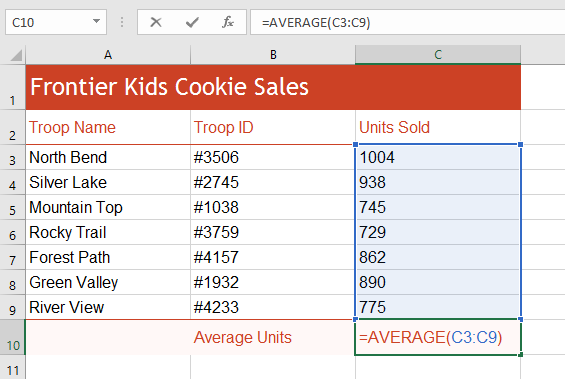 C10 fx =AVERAGE(C3:C9)
A B C
1 Frontier Kids Cookie Sales
2 Troop Name Troop ID Units Sold
3 North Bend #3506 1004
4 Silver Lake #2745 938
5 Mountain Top #1038 745
6 Rocky Trail #3759 729
7 Forest Path #4157 862
8 Green Valley #1932 890
9 River View #4233 775
10 Average Units =AVERAGE(C3:C9)
11